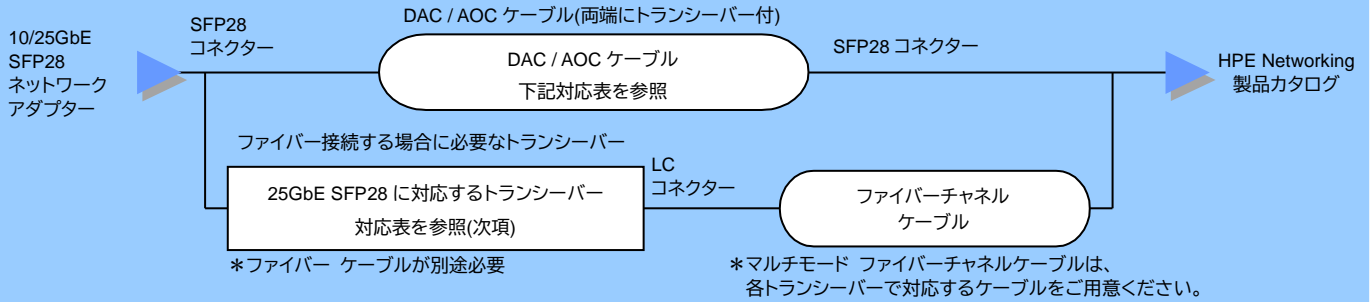 10/25GbE
SFP28
ネットワーク
アダプター
SFP28
コネクター
DAC / AOC ケーブル(両端にトランシーバー付)
DAC / AOC ケーブル
下記対応表を参照
SFP28 コネクター
HPE Networking
製品カタログ
ファイバー接続する場合に必要なトランシーバー
25GbE SFP28 に対応するトランシーバー
対応表を参照(次項)
＊ファイバー ケーブルが別途必要
LC
コネクター
ファイバーチャネル
ケーブル
＊マルチモード ファイバーチャネルケーブルは、
各トランシーバーで対応するケーブルをご用意ください。